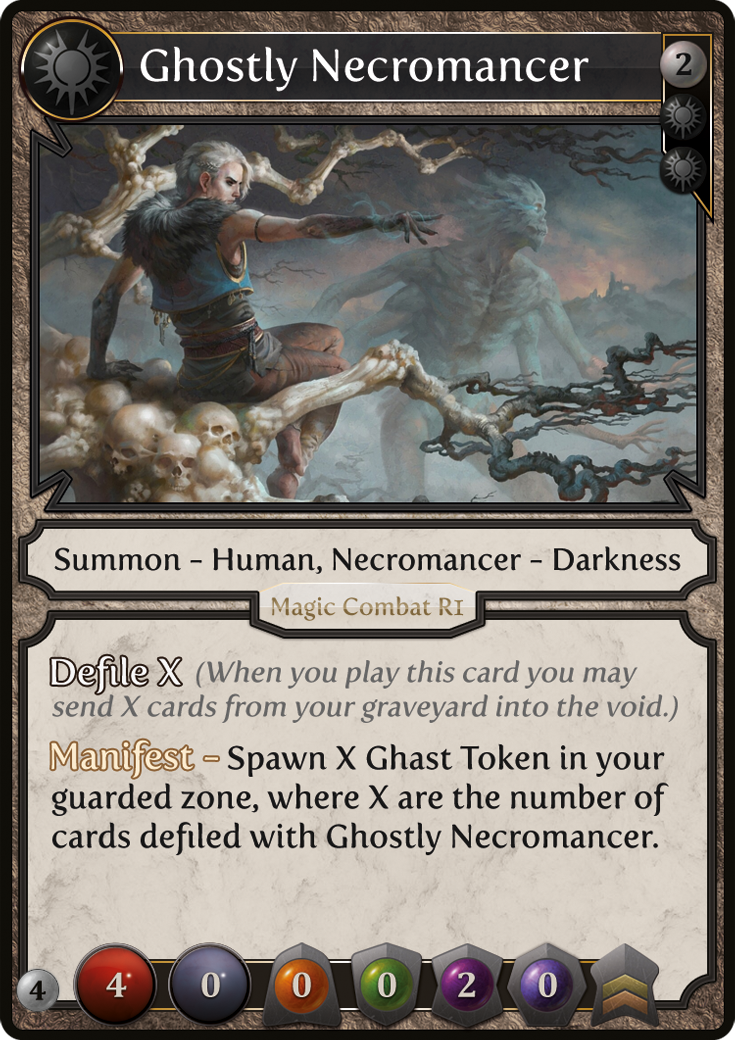 Ghostly Necromancer
2
Summon - Human, Necromancer - Darkness
Magic Combat R1
Defile X (When you play this card you may
send X cards from your graveyard into the void.)
Manifest - Spawn X Ghast Token in your
guarded zone, where X are the number of
cards defiled with Ghostly Necromancer.
4 4 0 0 0 2 0